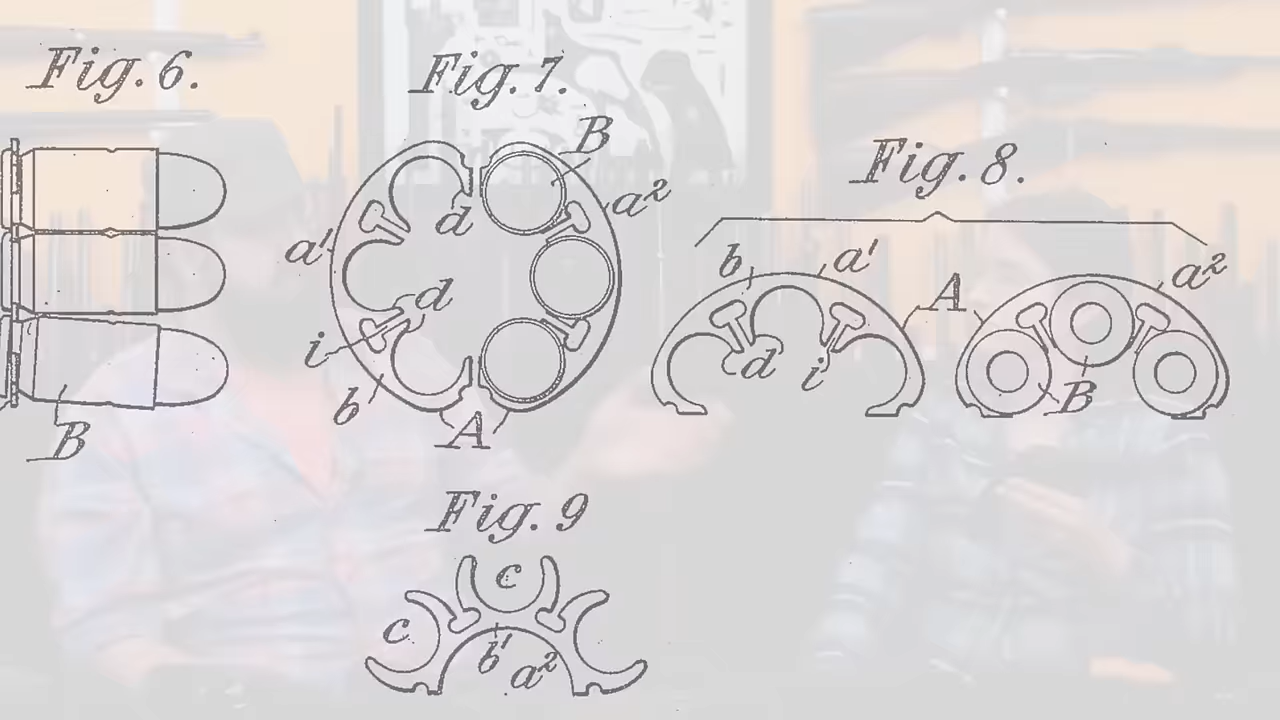 Fig. 6.
B
Fig. 7.
B
a²
a'
d
d
i
b
A
Fig. 8.
b
a'
A
a²
d
i
B
Fig. 9
c
c
b'
a²